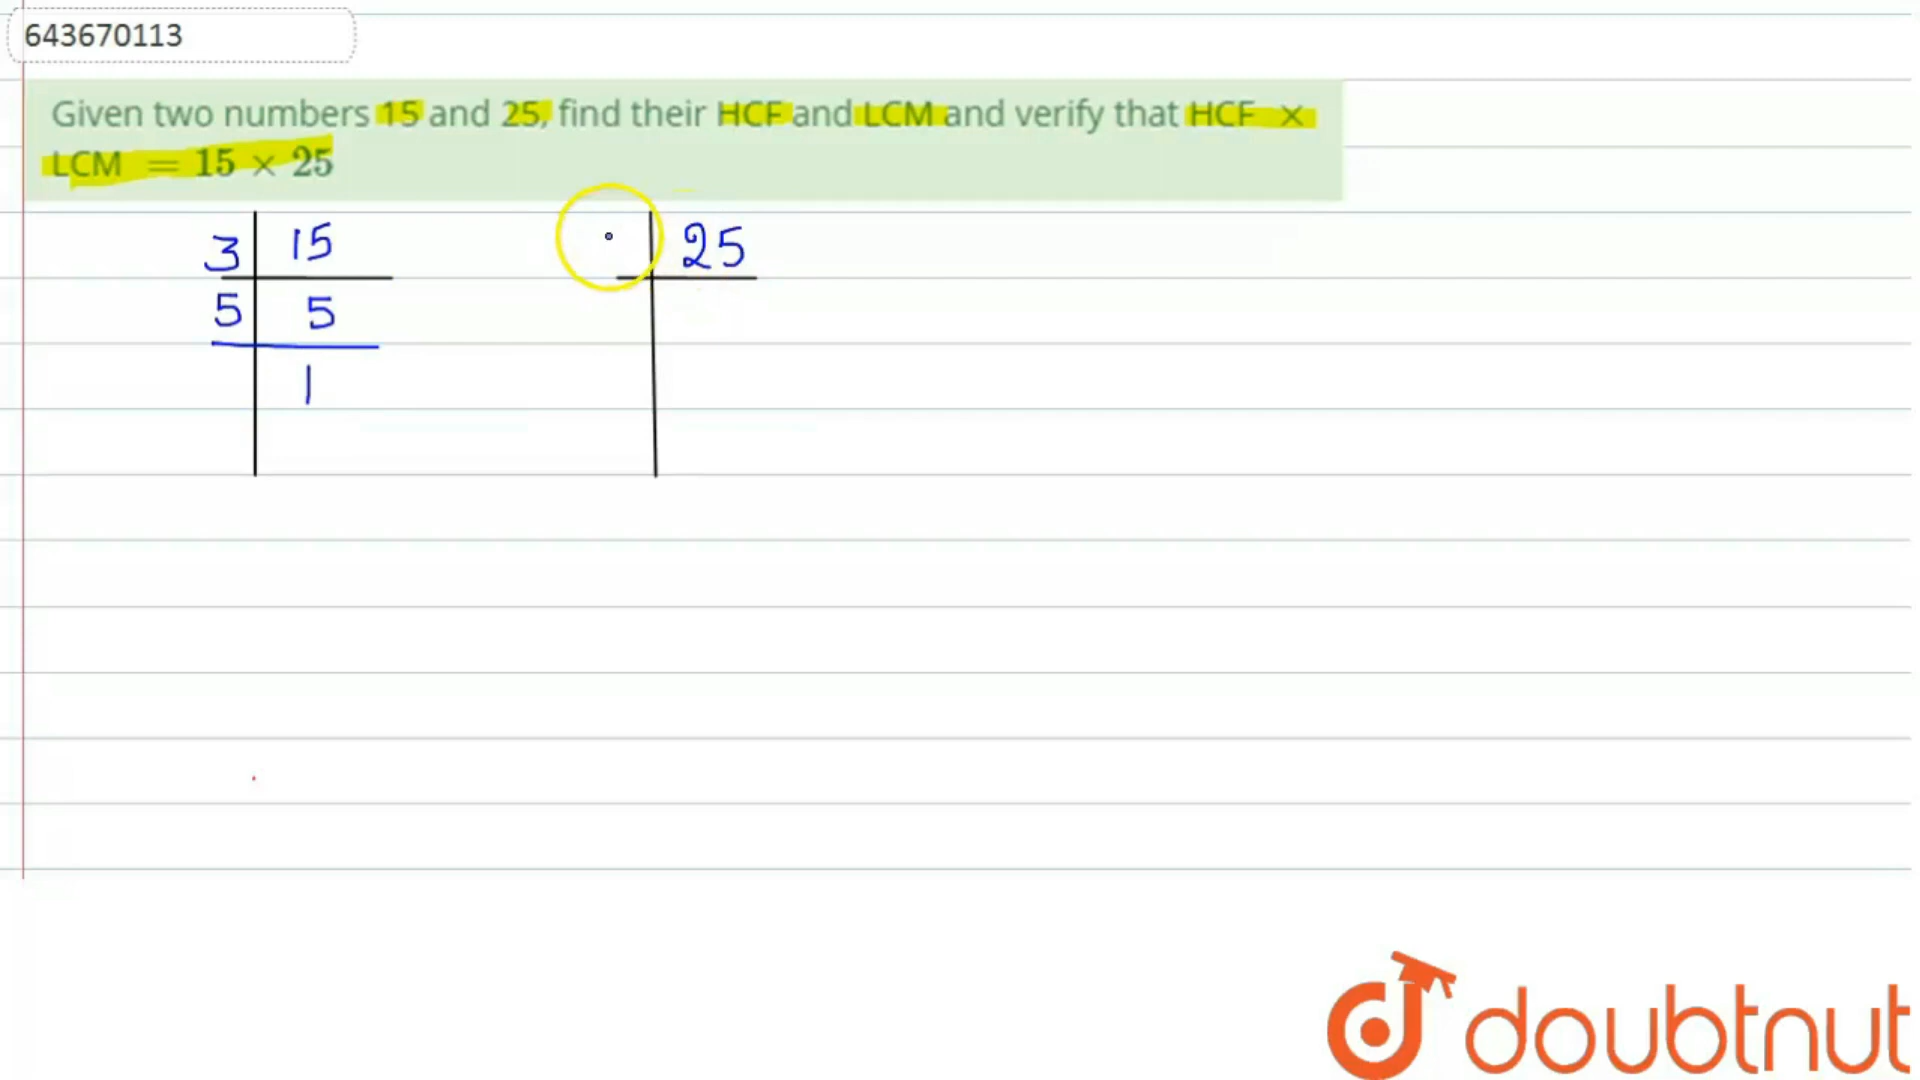 643670113
Given two numbers 15 and 25, find their HCF and LCM and verify that HCF ×
LCM = 15 × 25
3 15
5 5
1
25
doubtnut